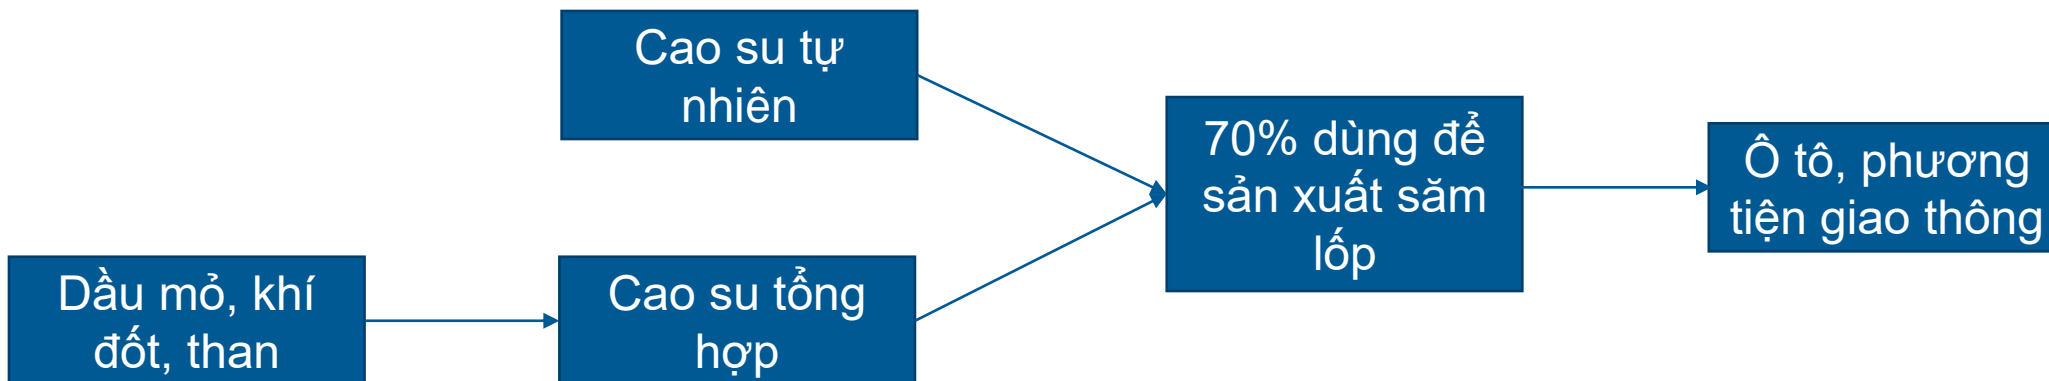 Cao su tự
nhiên
70% dùng để
sản xuất săm
lốp
Ô tô, phương
tiện giao thông
Dầu mỏ, khí
đốt, than
Cao su tổng
hợp